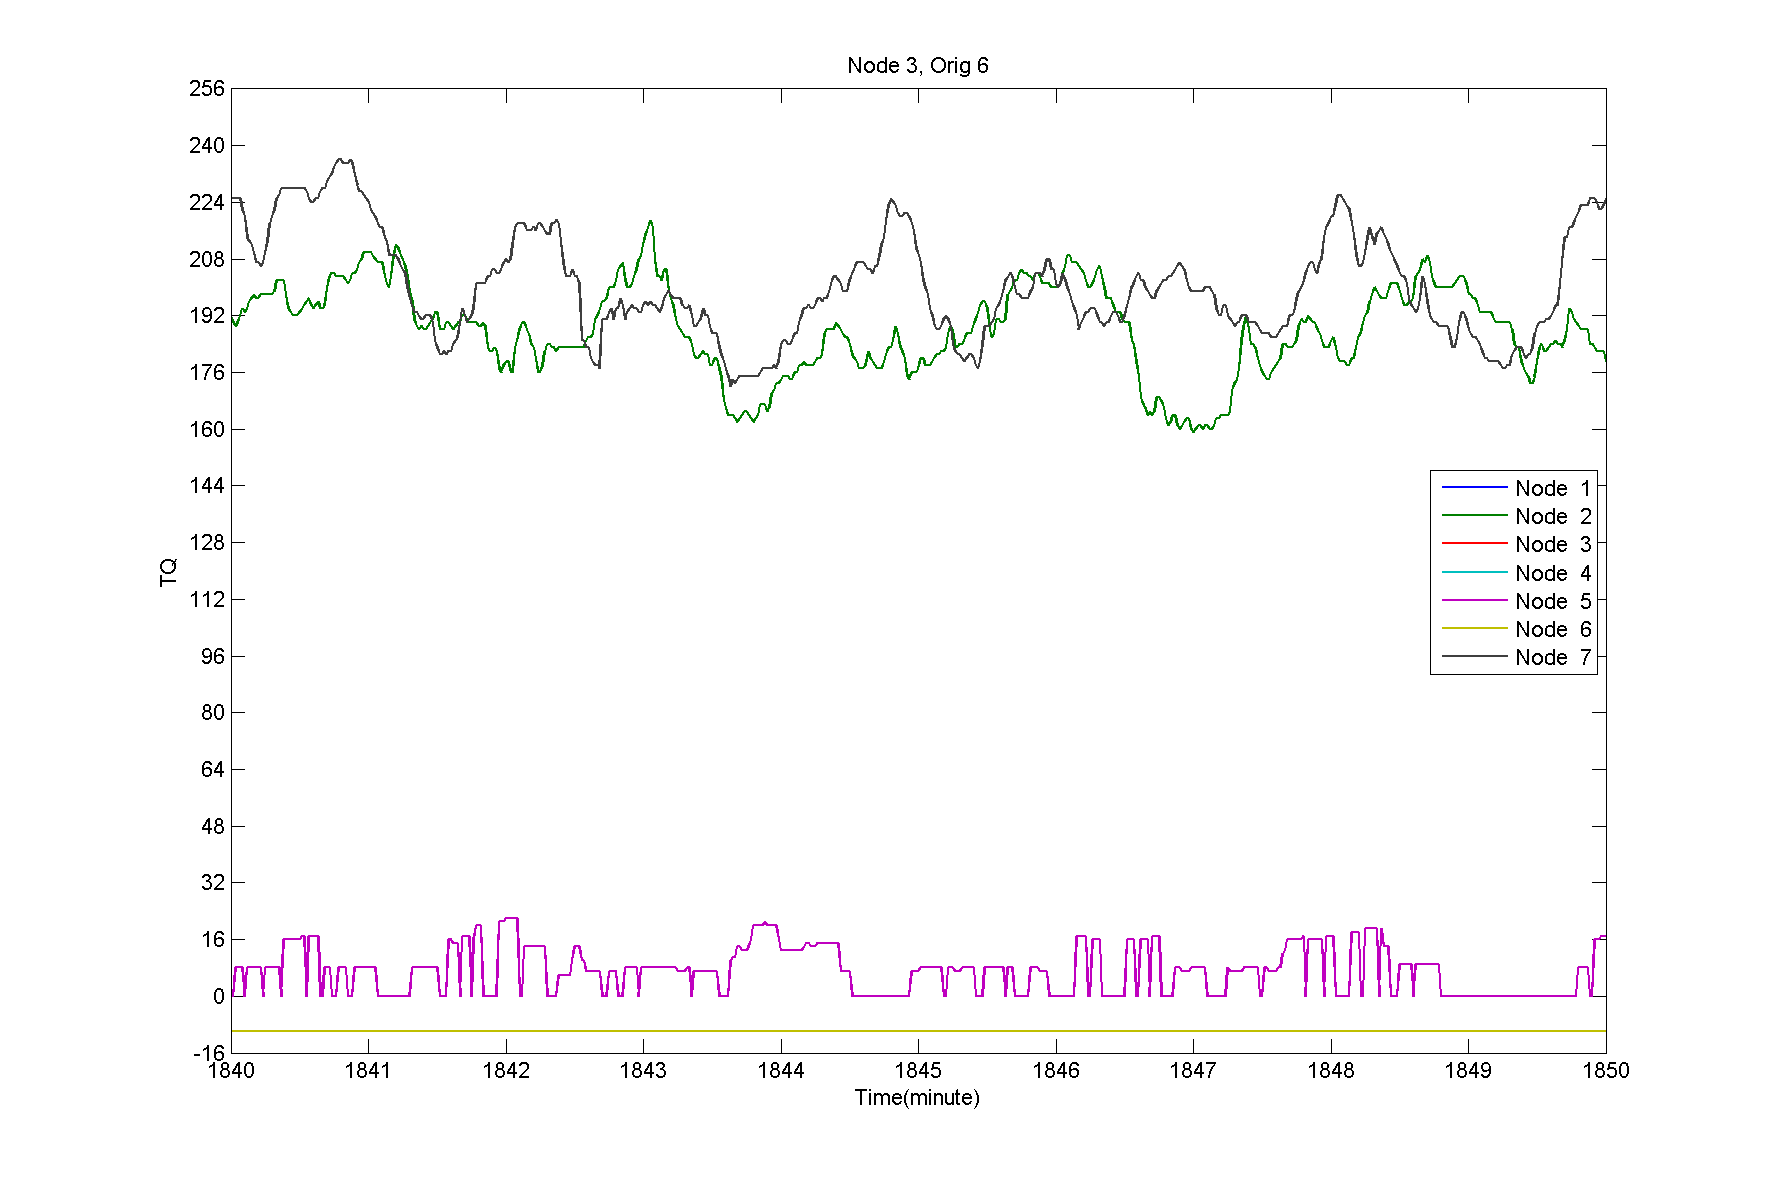 Node 3, Orig 6
256
240
224
208
192
176
160
144
128
112
96
80
64
48
32
16
0
-16
TQ
Node 1
Node 2
Node 3
Node 4
Node 5
Node 6
Node 7
1840 1841 1842 1843 1844 1845 1846 1847 1848 1849 1850
Time(minute)